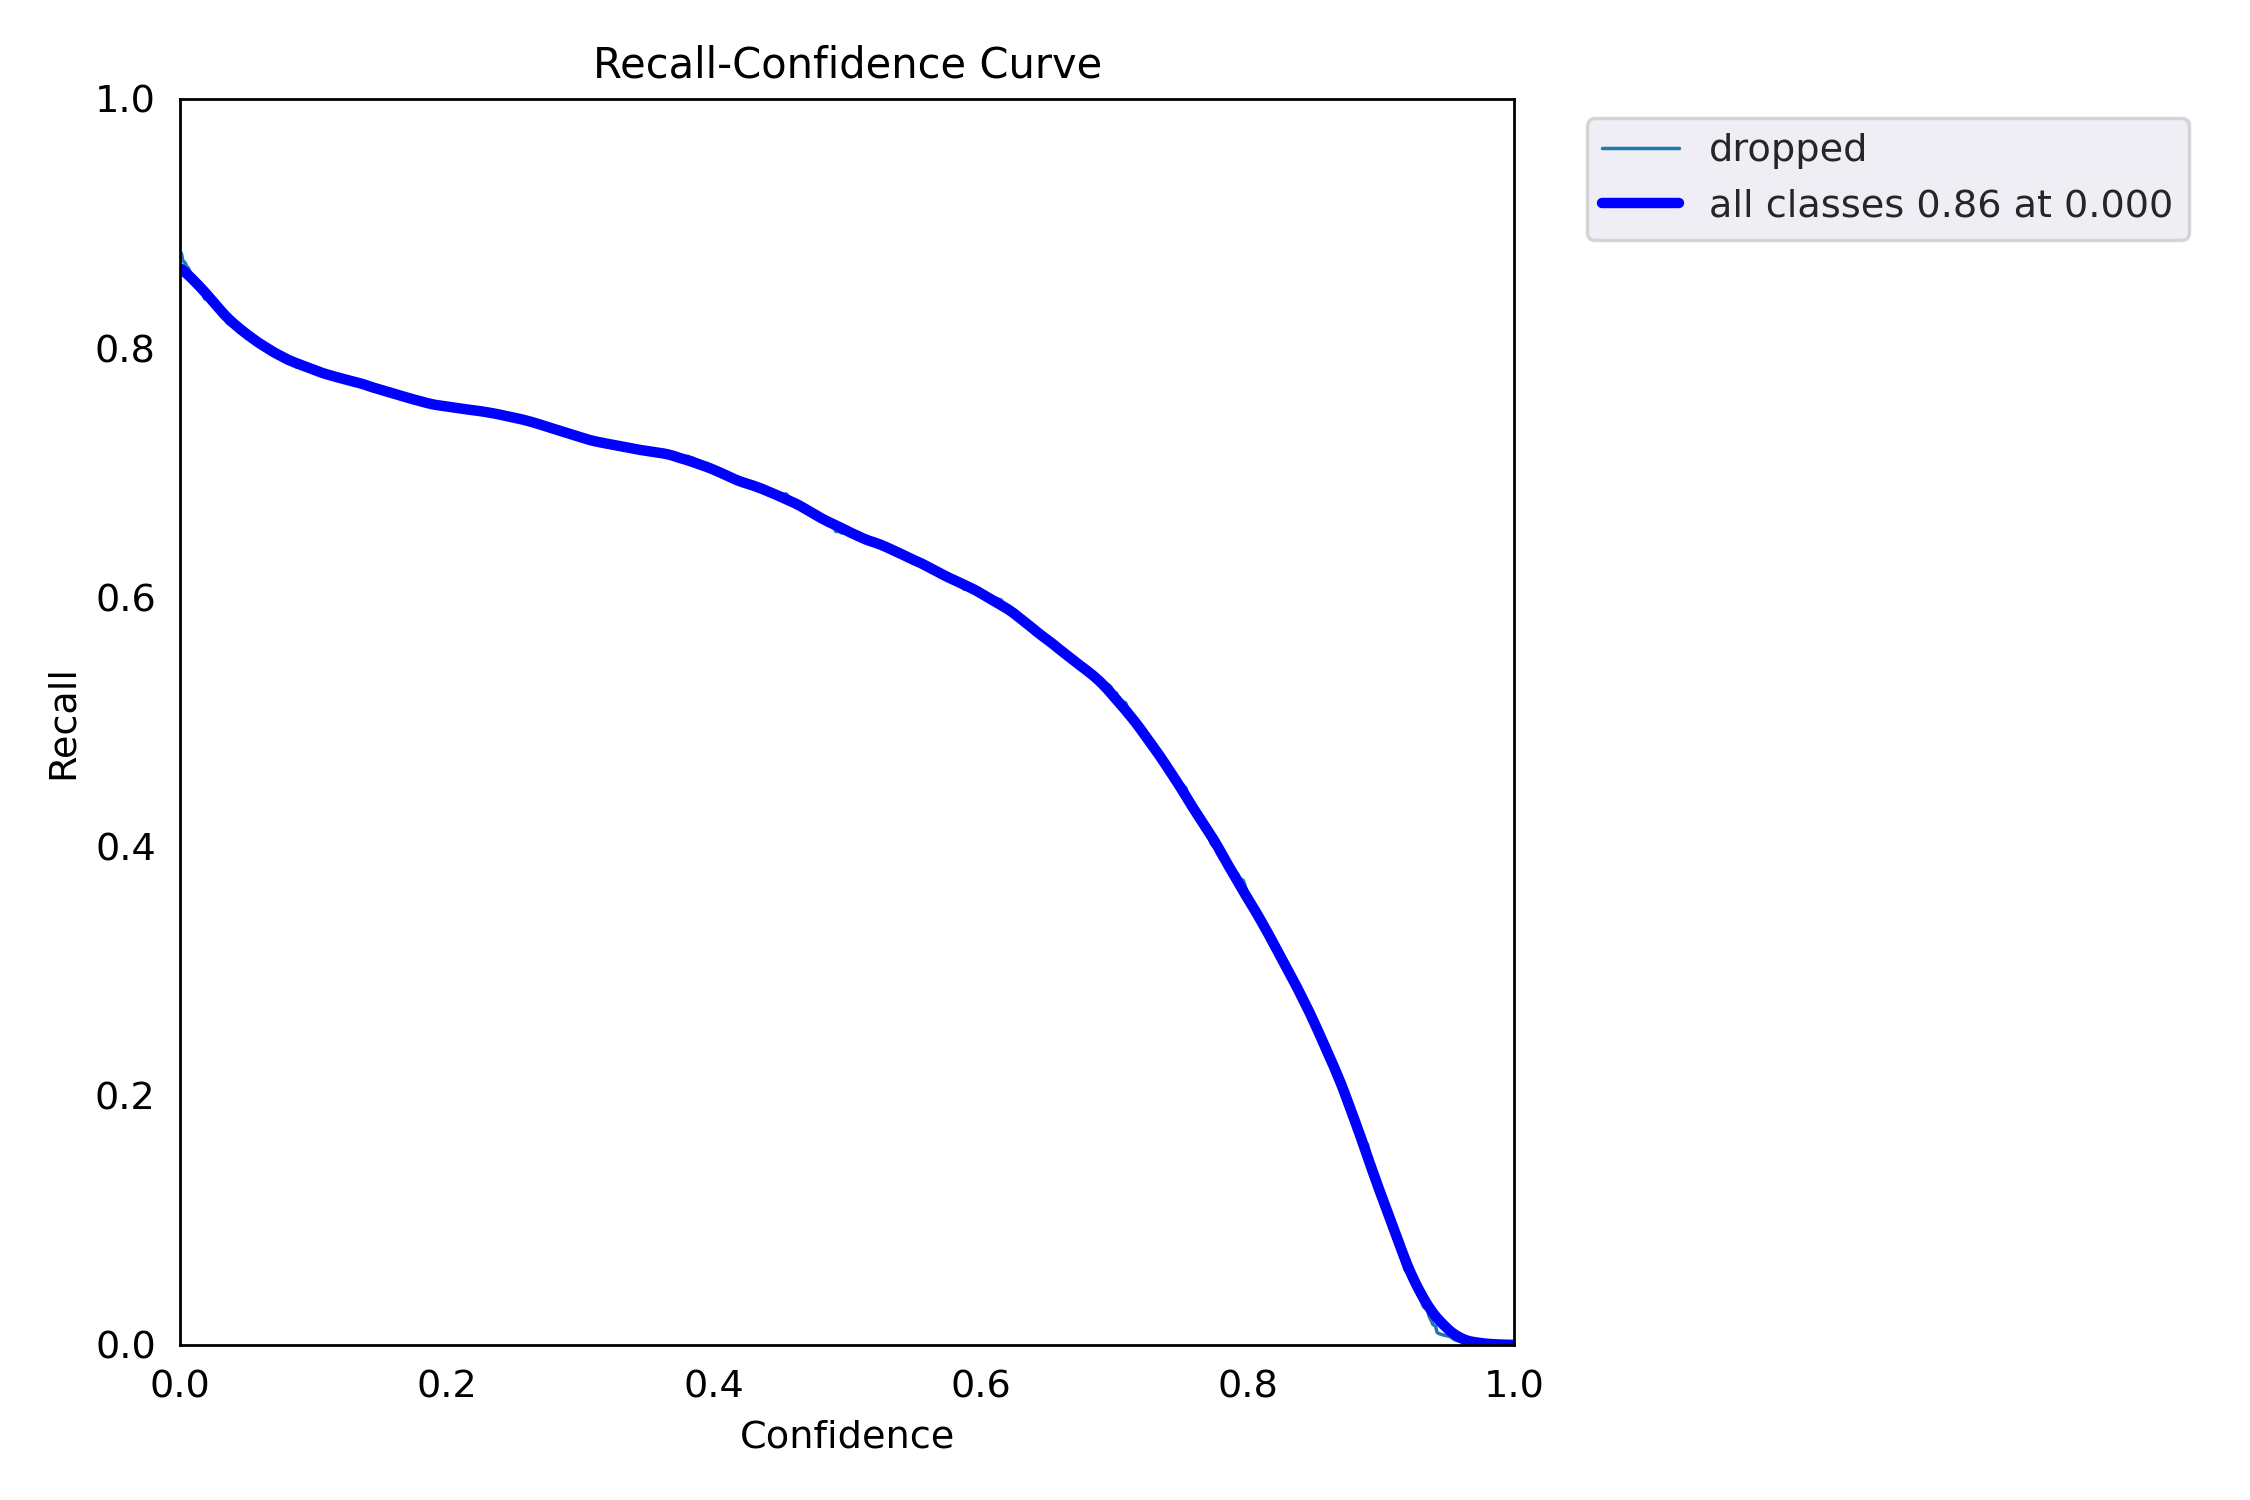 Recall-Confidence Curve
dropped
all classes 0.86 at 0.000
Recall
1.0
0.8
0.6
0.4
0.2
0.0
0.0 0.2 0.4 0.6 0.8 1.0
Confidence